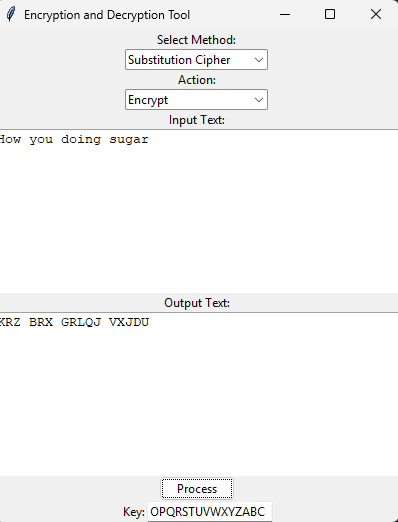 Encryption and Decryption Tool
Select Method:
Substitution Cipher
Action:
Encrypt
Input Text:
How you doing sugar
Output Text:
KRZ BRX GRLQJ VXJDU
Process
Key: OPQRSTUVWXYZABC